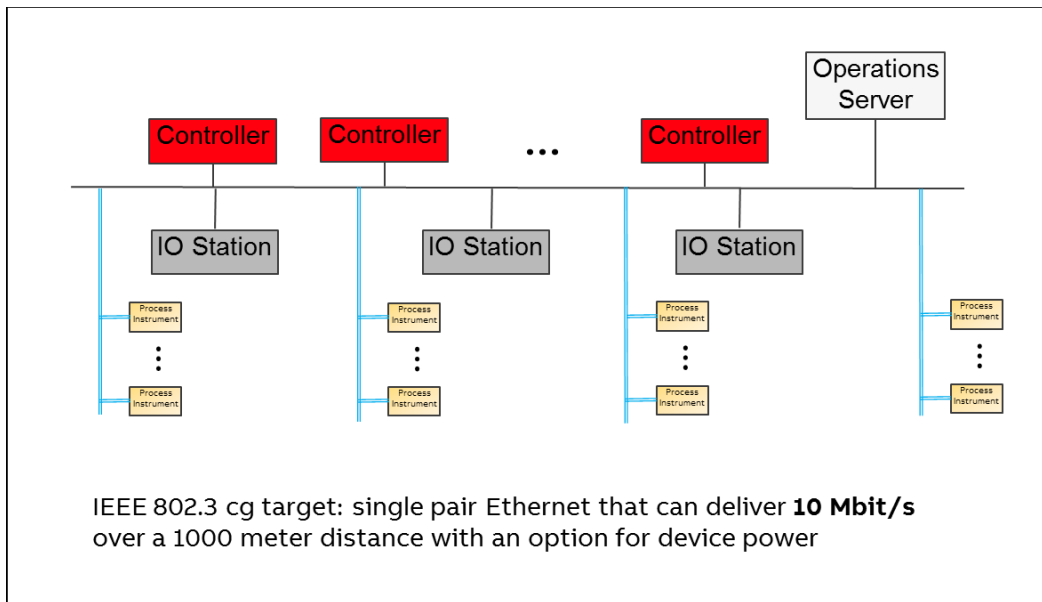 Operations
Server
Controller
Controller
...
Controller
IO Station
IO Station
IO Station
Process
Instrument
Process
Instrument
Process
Instrument
Process
Instrument
Process
Instrument
Process
Instrument
Process
Instrument
Process
Instrument
IEEE 802.3 cg target: single pair Ethernet that can deliver 10 Mbit/s
over a 1000 meter distance with an option for device power